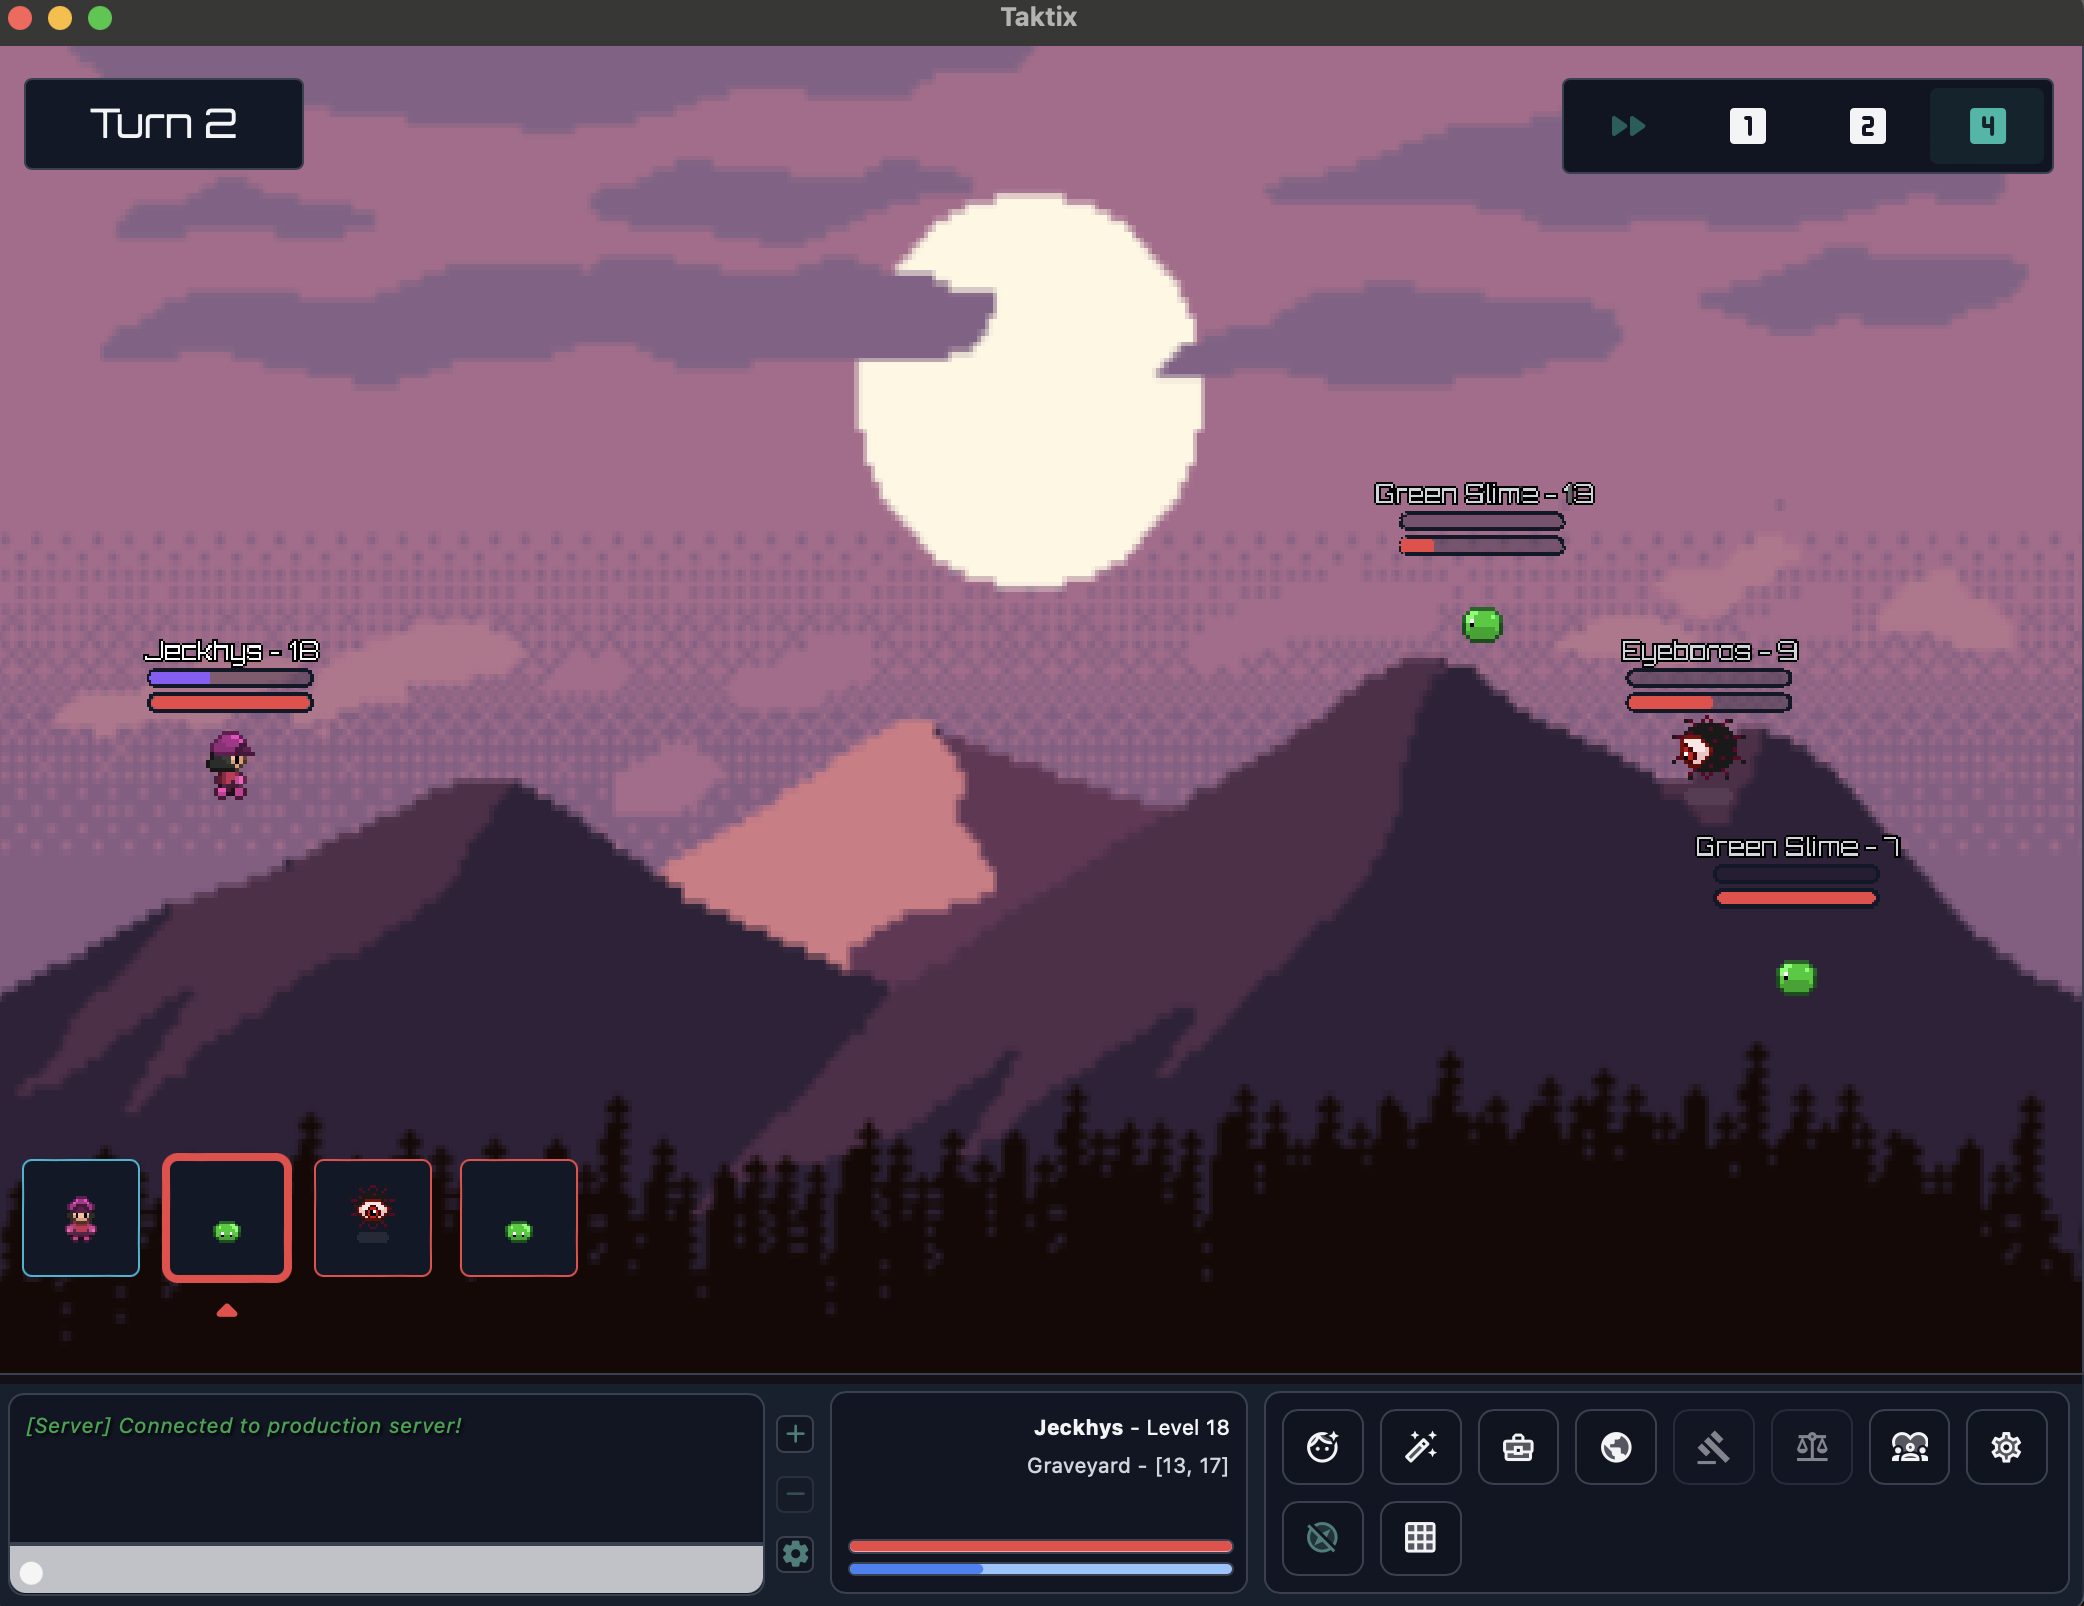 Taktix
Turn 2
1 2 4
Green Slime - 13
Jeckhys - 18
Eyeboros - 9
Green Slime - 7
[Server] Connected to production server!
Jeckhys - Level 18
Graveyard - [13, 17]